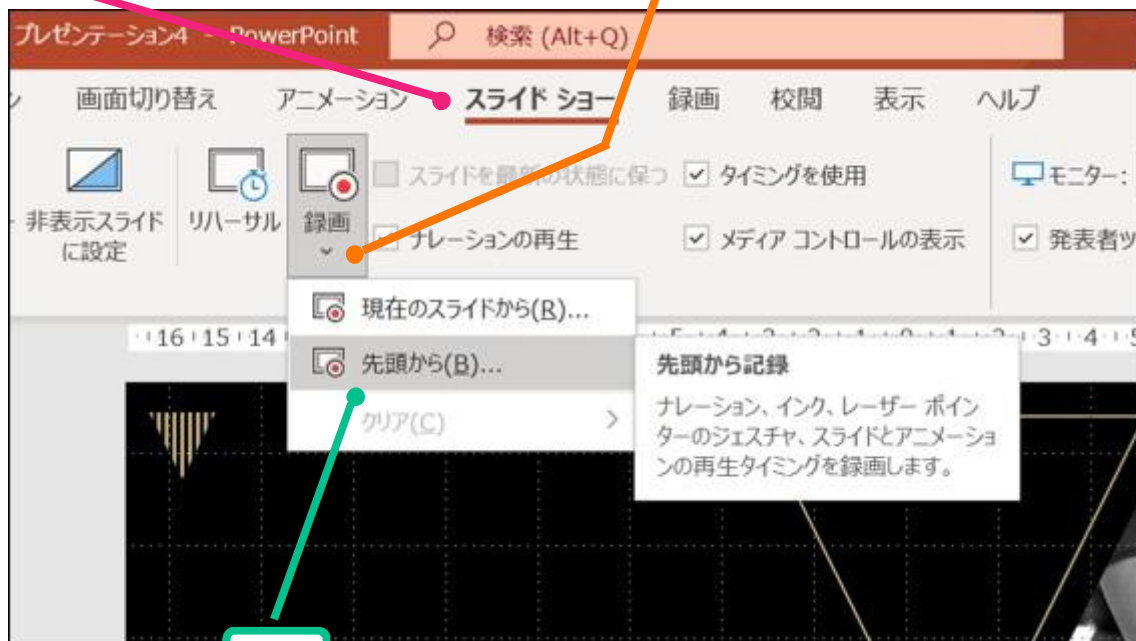 プレゼンテーション4 - PowerPoint 検索 (Alt+Q)
画面切り替え アニメーション スライド ショー 録画 校閲 表示 ヘルプ
非表示スライド
に設定
リハーサル
録画
スライドを最新の状態に保つ
ナレーションの再生
タイミングを使用
メディア コントロールの表示
モニター:
発表者ツ
現在のスライドから(R)...
先頭から(B)...
クリア(C)
16 15 14
3 4 5
先頭から記録
ナレーション、インク、レーザー ポイン
ターのジェスチャ、スライドとアニメーショ
ンの再生タイミングを録画します。